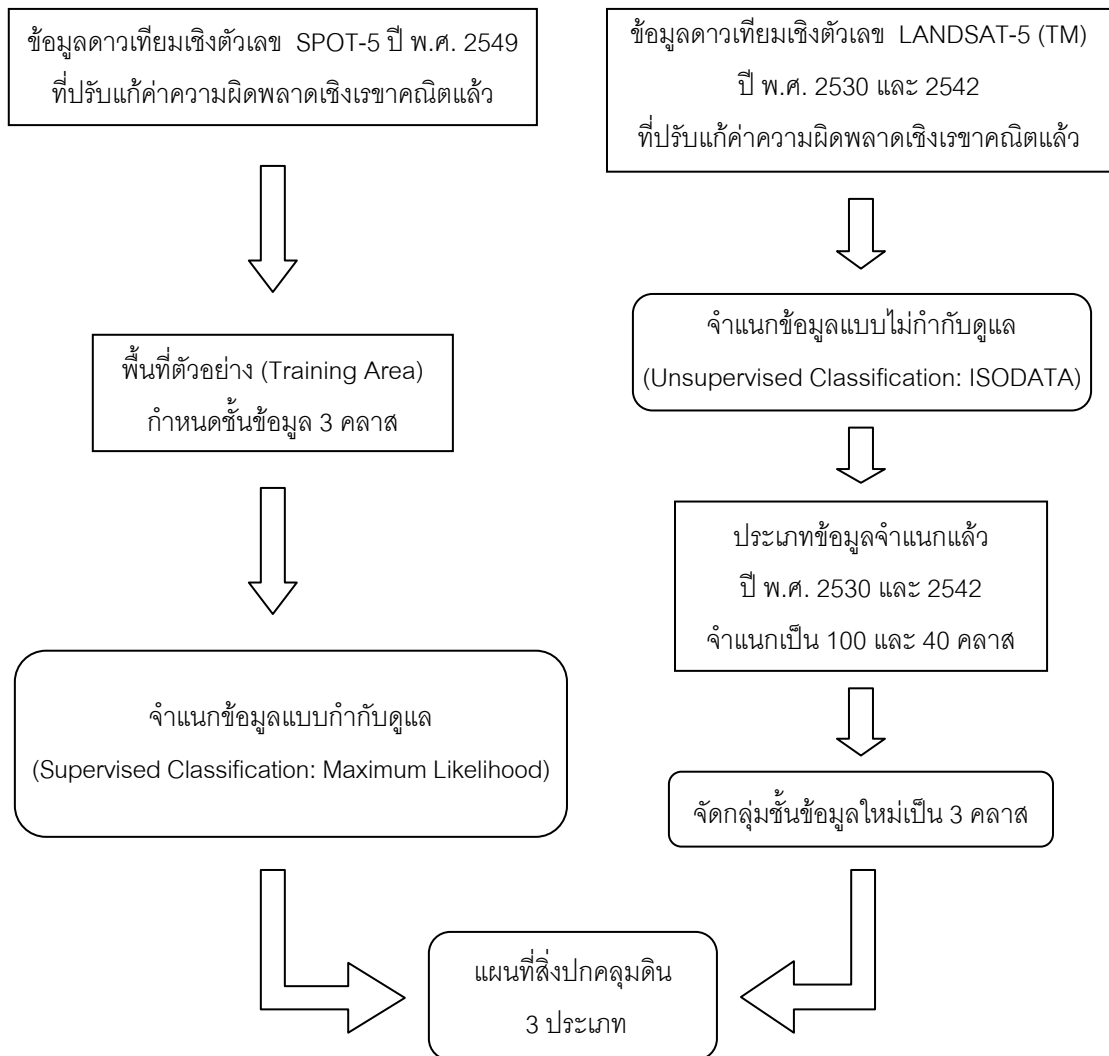 ข้อมูลดาวเทียมเชิงตัวเลข SPOT-5 ปี พ.ศ. 2549
ที่ปรับแก้ค่าความผิดพลาดเชิงเรขาคณิตแล้ว
พื้นที่ตัวอย่าง (Training Area)
กำหนดชั้นข้อมูล 3 คลาส
จำแนกข้อมูลแบบกำกับดูแล
(Supervised Classification: Maximum Likelihood)
ข้อมูลดาวเทียมเชิงตัวเลข LANDSAT-5 (TM)
ปี พ.ศ. 2530 และ 2542
ที่ปรับแก้ค่าความผิดพลาดเชิงเรขาคณิตแล้ว
จำแนกข้อมูลแบบไม่กำกับดูแล
(Unsupervised Classification: ISODATA)
ประเภทข้อมูลจำแนกแล้ว
ปี พ.ศ. 2530 และ 2542
จำแนกเป็น 100 และ 40 คลาส
จัดกลุ่มชั้นข้อมูลใหม่เป็น 3 คลาส
แผนที่สิ่งปกคลุมดิน
3 ประเภท